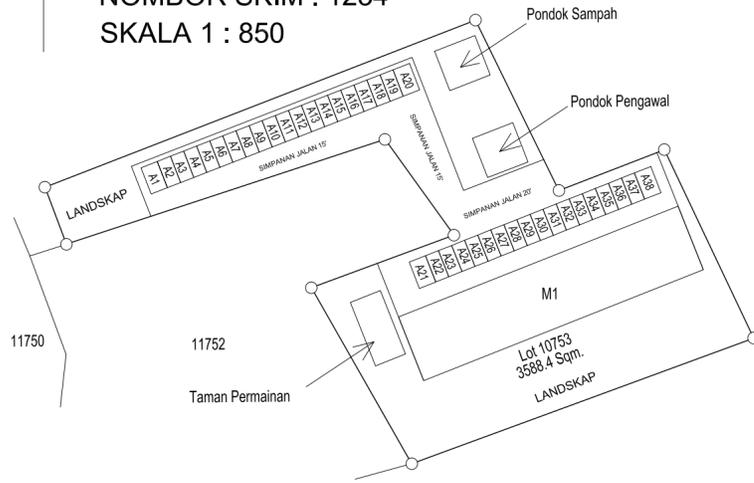 SKALA 1 : 850
Pondok Sampah
Pondok Pengawal
A1
A2
A3
A4
A5
A6
A7
A8
A9
A10
A11
A12
A13
A14
A15
A16
A17
A18
A19
A20
SIMPANAN JALAN 15'
SIMPANAN JALAN 15'
SIMPANAN JALAN 20'
LANDSKAP
A21
A22
A23
A24
A25
A26
A27
A28
A29
A30
A31
A32
A33
A34
A35
A36
A37
A38
M1
11750
11752
Lot 10753
3588.4 Sqm.
LANDSKAP
Taman Permainan